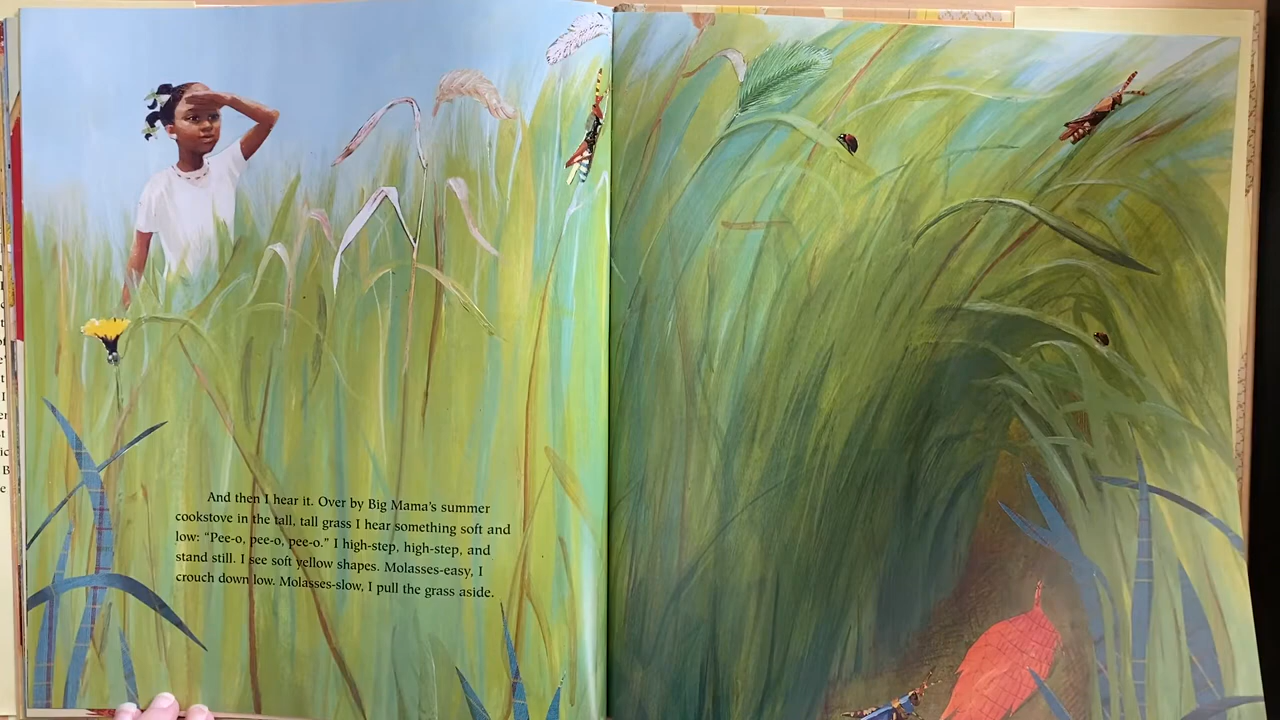 And then I hear it. Over by Big Mama's summer
cookstove in the tall, tall grass I hear something soft and
low: “Pee-o, pee-o, pee-o.” I high-step, high-step, and
stand still. I see soft yellow shapes. Molasses-easy, I
crouch down low. Molasses-slow, I pull the grass aside.